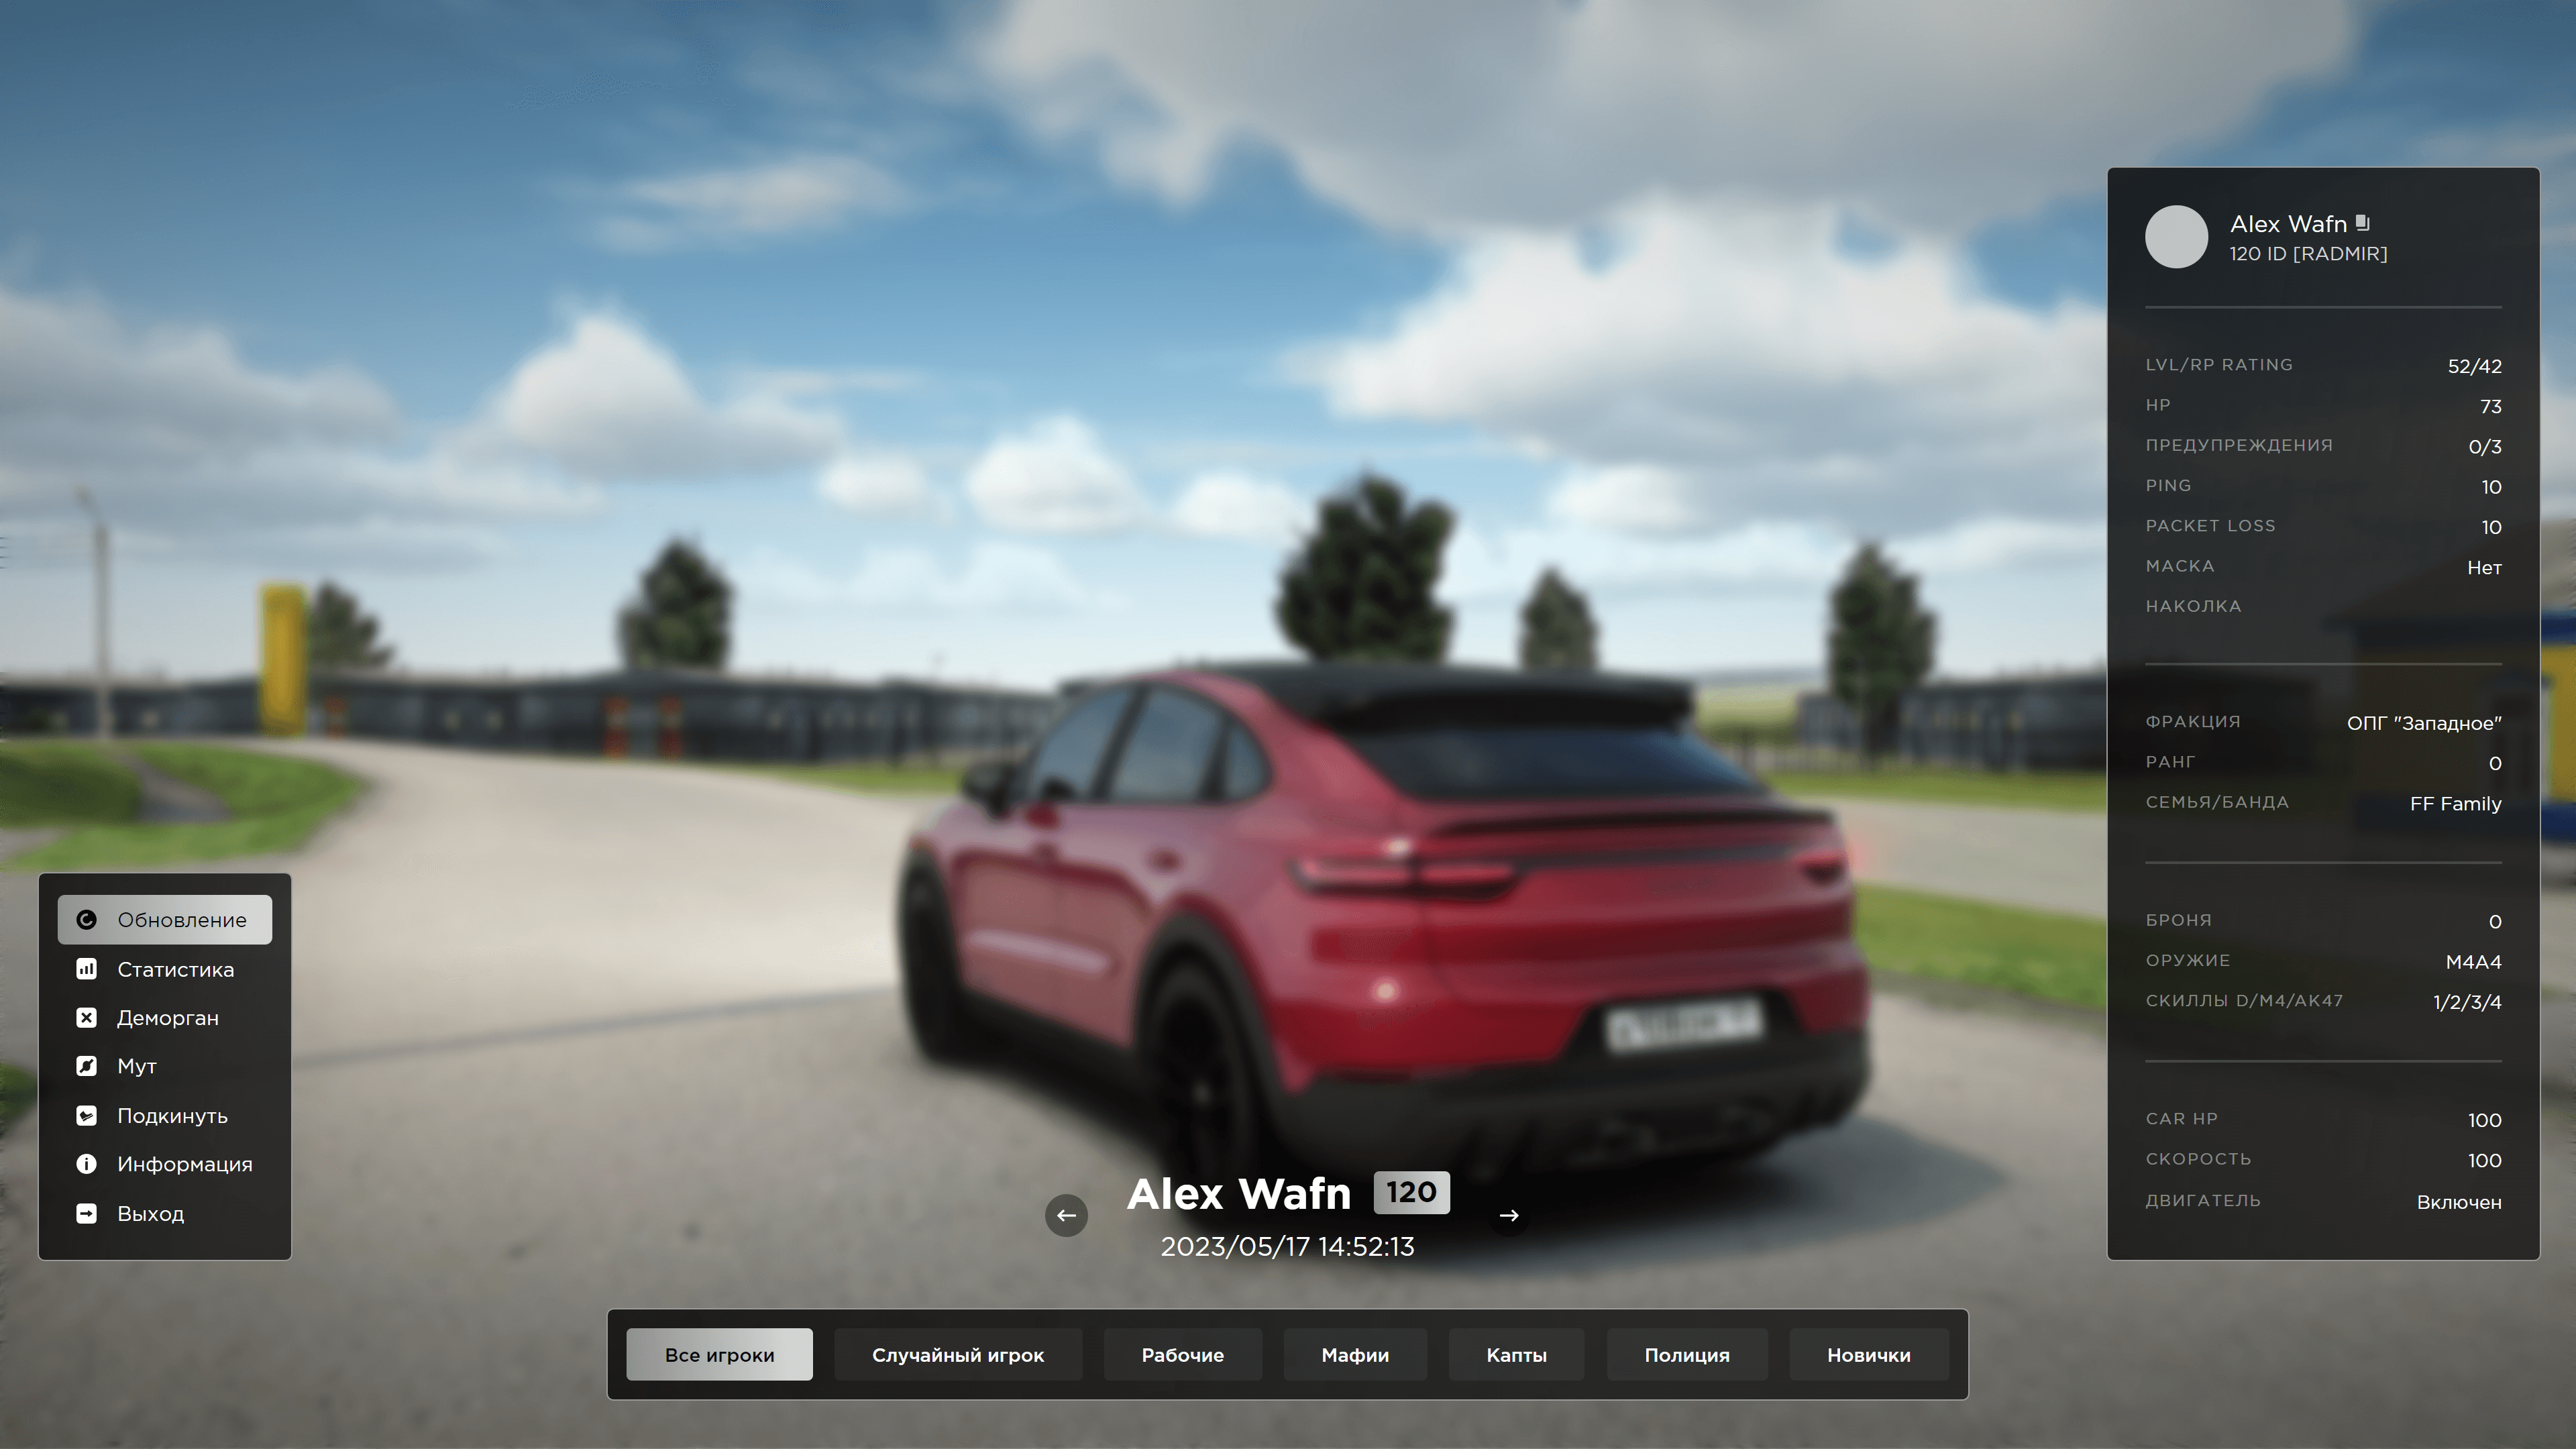 Alex Wafn
120 ID [RADMIR]
LVL/RP RATING 52/42
HP 73
ПРЕДУПРЕЖДЕНИЯ 0/3
PING 10
PACKET LOSS 10
МАСКА Нет
НАКОЛКА
ФРАКЦИЯ ОПГ "Западное"
РАНГ 0
СЕМЬЯ/БАНДА FF Family
БРОНЯ 0
ОРУЖИЕ M4A4
СКИЛЛЫ D/M4/AK47 1/2/3/4
CAR HP 100
СКОРОСТЬ 100
ДВИГАТЕЛЬ Включен
Обновление
Статистика
Деморган
Мут
Подкинуть
Информация
Выход
Alex Wafn 120
2023/05/17 14:52:13
Все игроки Случайный игрок Рабочие Мафии Капты Полиция Новички